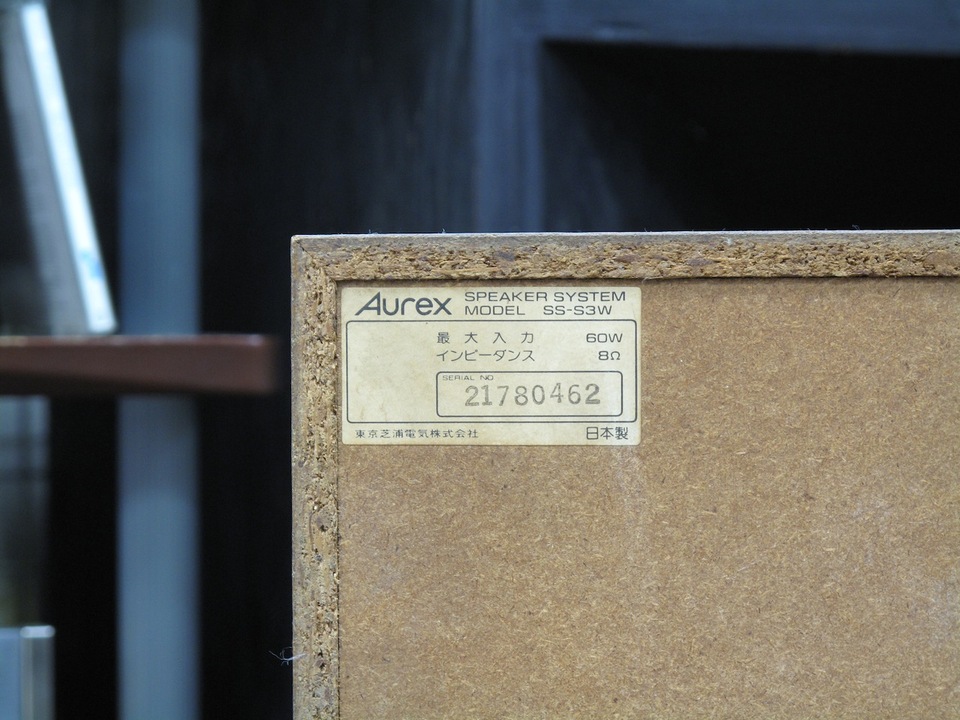 Aurex SPEAKER SYSTEM
MODEL SS-S3W
最大入力 60W
インピーダンス 8Ω
SERIAL NO
21780462
東京芝浦電気株式会社 日本製